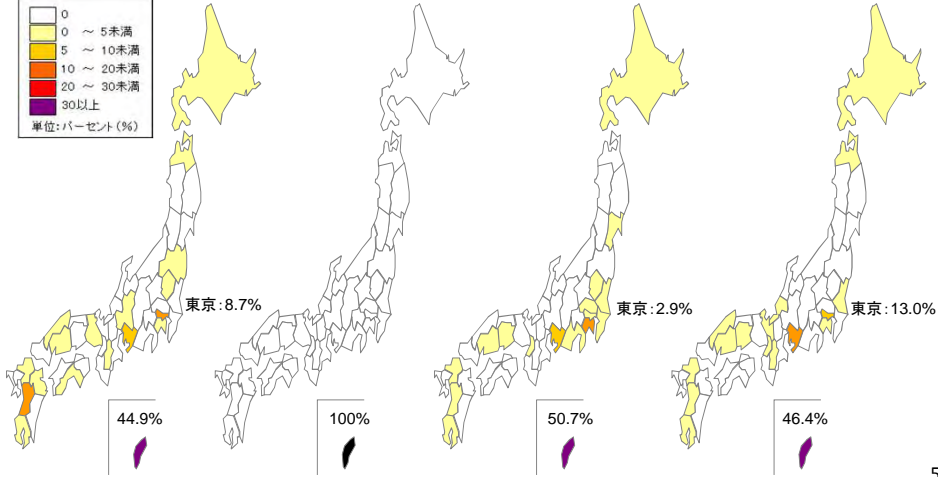 0
0 ～ 5未満
5 ～ 10未満
10 ～ 20未満
20 ～ 30未満
30以上
単位:パーセント(%)
東京:8.7%
東京:2.9%
東京:13.0%
44.9%
100%
50.7%
46.4%
5